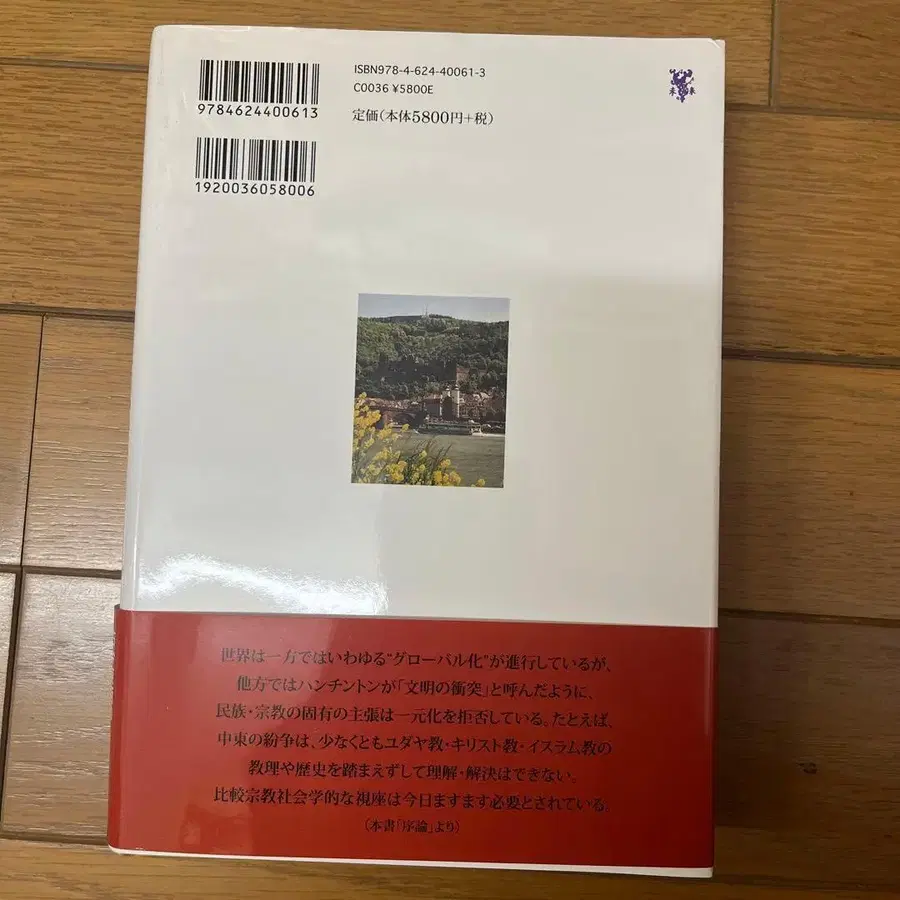 ISBN978-4-624-40061-3
C0036 ¥5800E
定価(本体5800円+税)
9784624400613
1920036058006
未来
世界は一方ではいわゆる“グローバル化”が進行しているが、
他方ではハンチントンが「文明の衝突」と呼んだように、
民族・宗教の固有の主張は一元化を拒否している。たとえば、
中東の紛争は、少なくともユダヤ教・キリスト教・イスラム教の
教理や歴史を踏まえずして理解・解決はできない。
比較宗教社会学的な視座は今日ますます必要とされている。
(本書「序論」より)